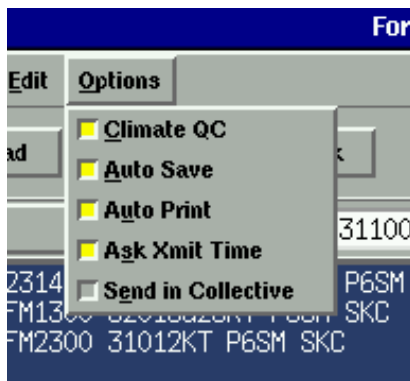 For
Edit Options
Climate QC
ad
Auto Save
Auto Print
31100
Ask Xmit Time
2314 P6SM
Send in Collective
SKC
FM2300 31012KT P6SM SKC